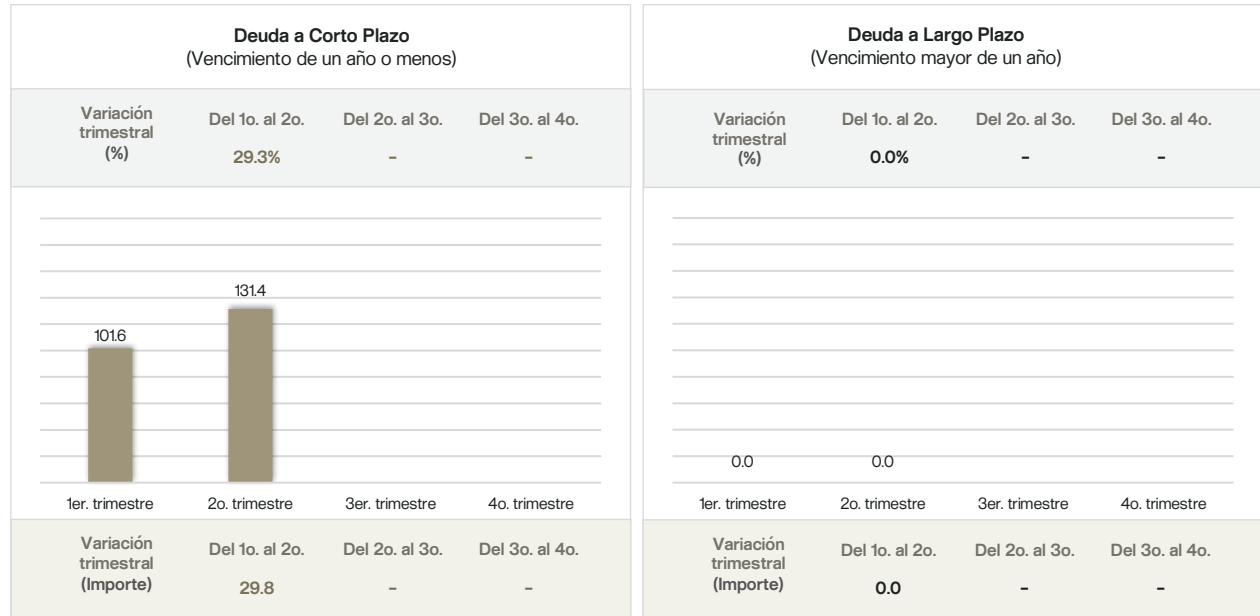 Deuda a Corto Plazo
(Vencimiento de un año o menos)
Variación
trimestral
(%)
Del 1o. al 2o. Del 2o. al 3o. Del 3o. al 4o.
29.3% - -
131.4
101.6
1er. trimestre 2o. trimestre 3er. trimestre 4o. trimestre
Variación
trimestral
(Importe)
Del 1o. al 2o. Del 2o. al 3o. Del 3o. al 4o.
29.8 - -
Deuda a Largo Plazo
(Vencimiento mayor de un año)
Variación
trimestral
(%)
Del 1o. al 2o. Del 2o. al 3o. Del 3o. al 4o.
0.0% - -
0.0 0.0
1er. trimestre 2o. trimestre 3er. trimestre 4o. trimestre
Variación
trimestral
(Importe)
Del 1o. al 2o. Del 2o. al 3o. Del 3o. al 4o.
0.0 - -